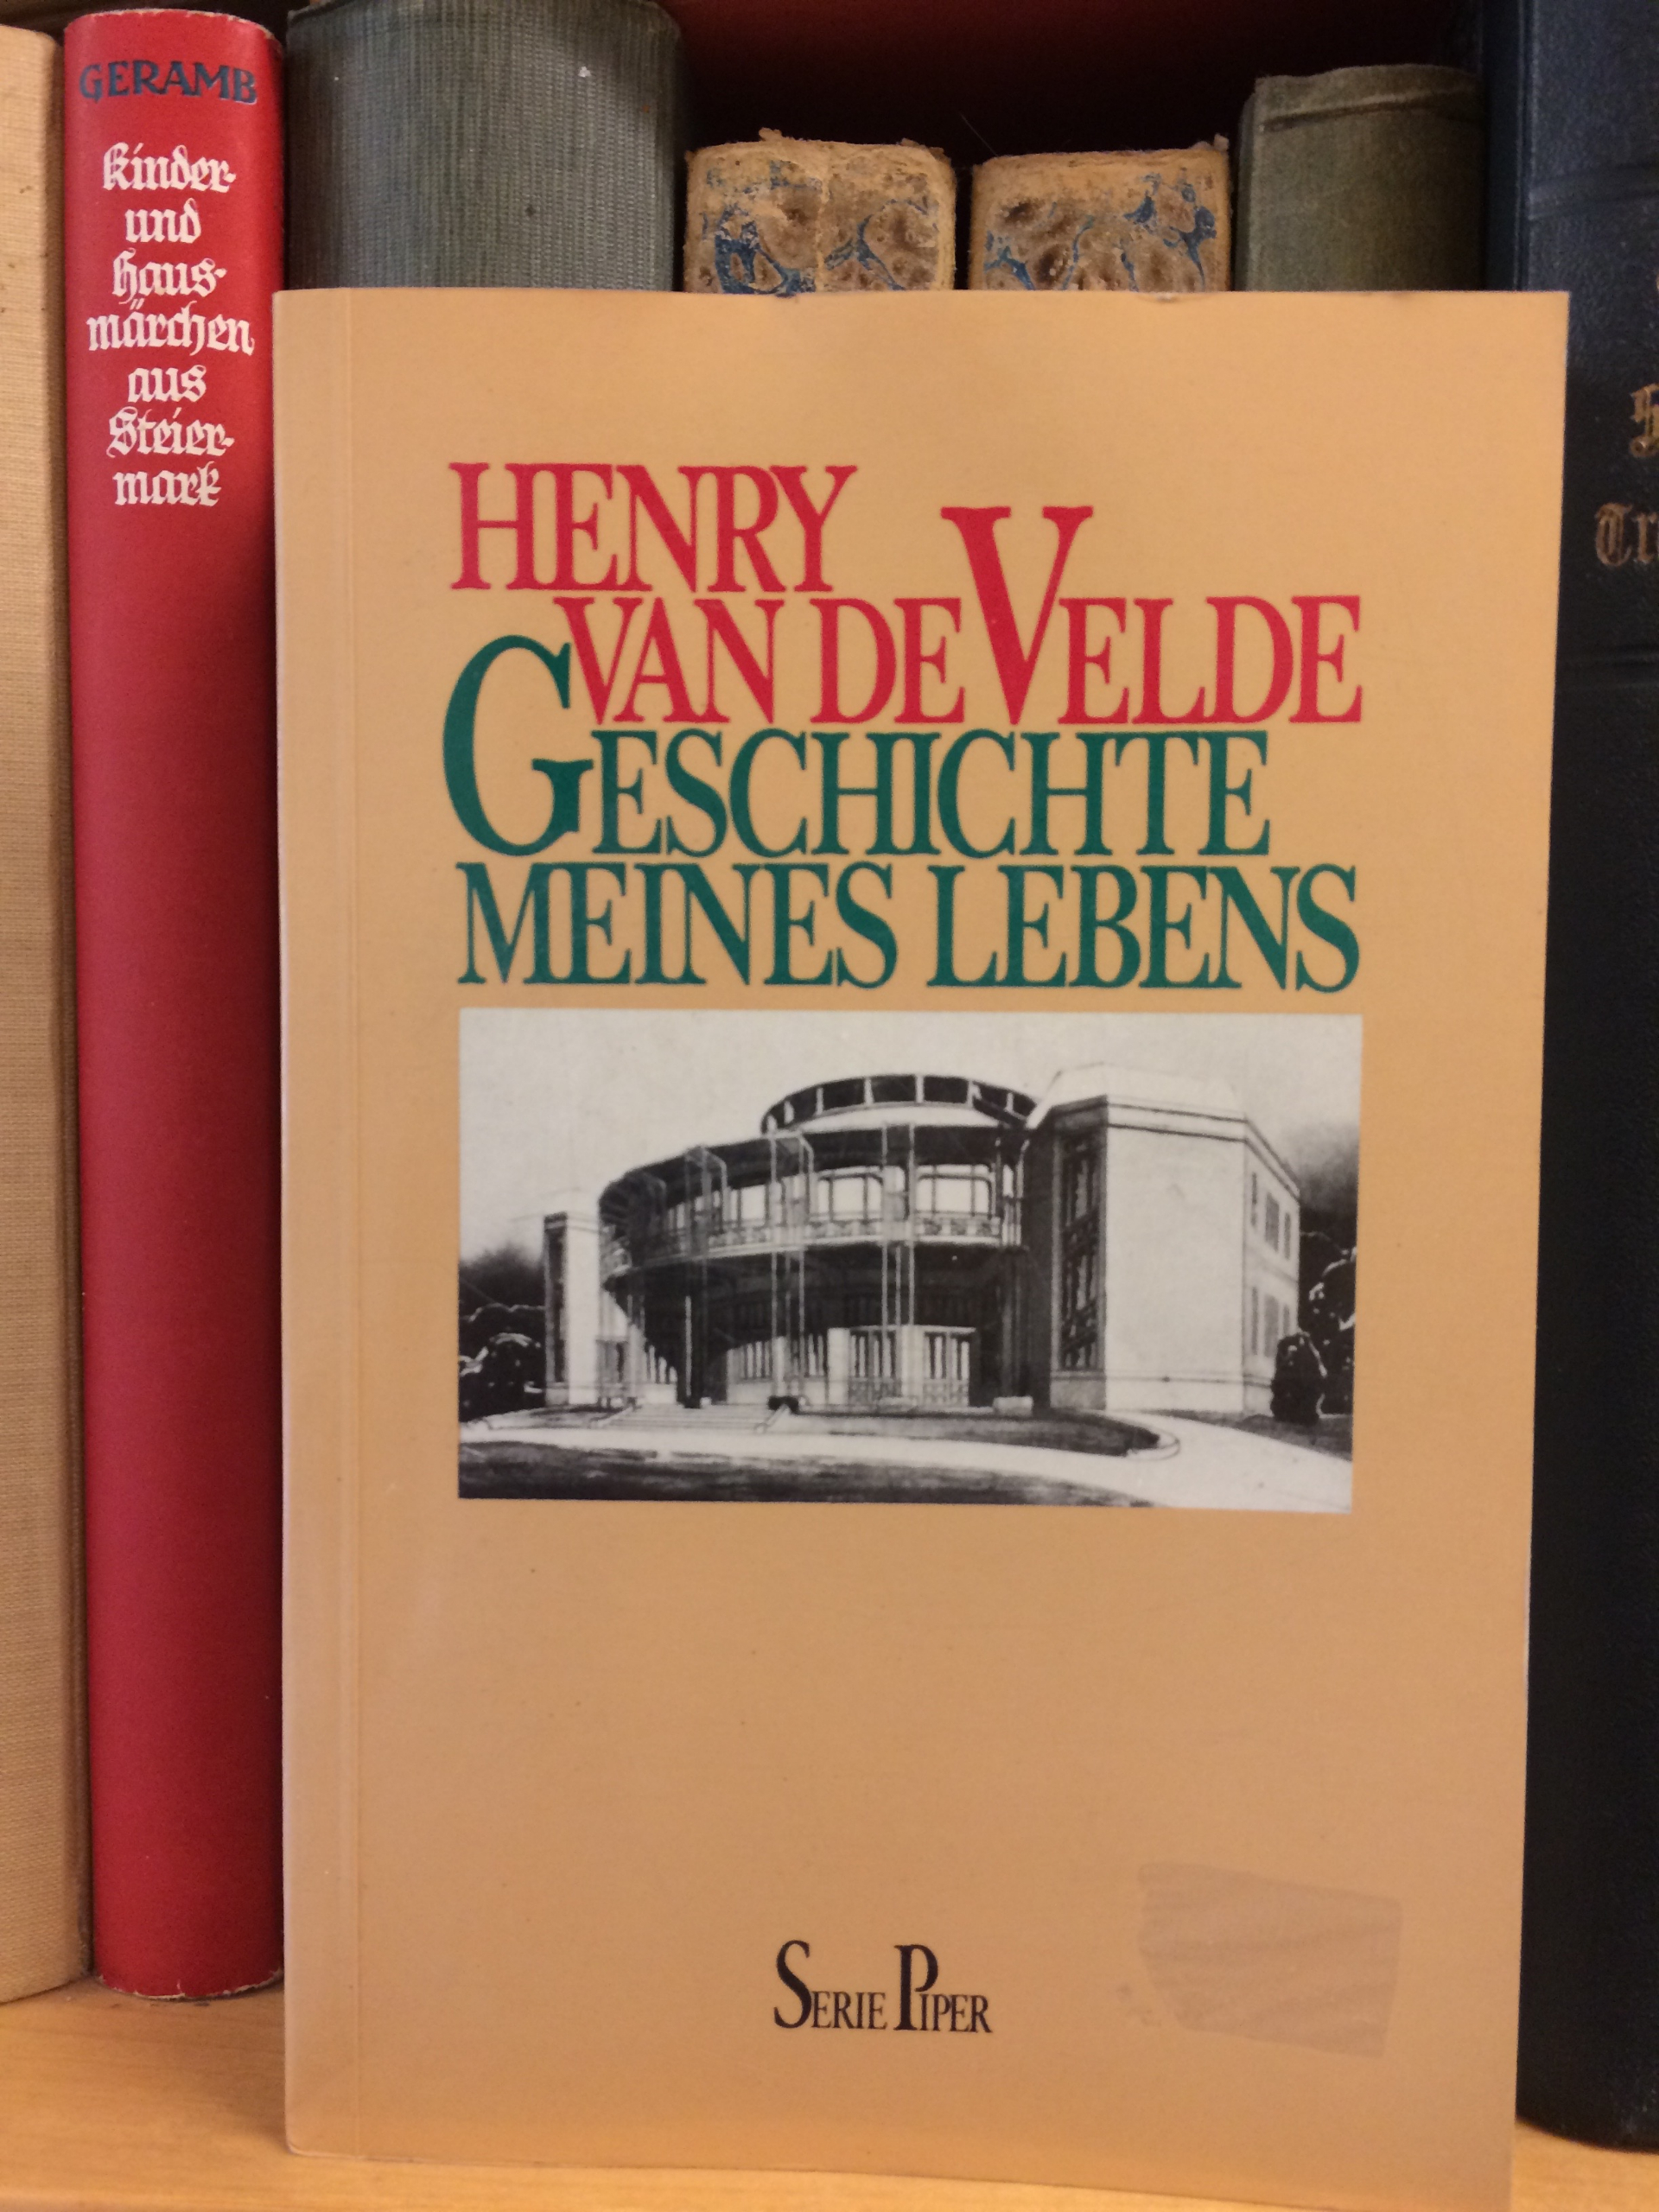 GERAMB
Kinder-
und
Haus-
märchen
aus
Steier-
mark
HENRY
VAN DE VELDE
GESCHICHTE
MEINES LEBENS
SERIE PIPER